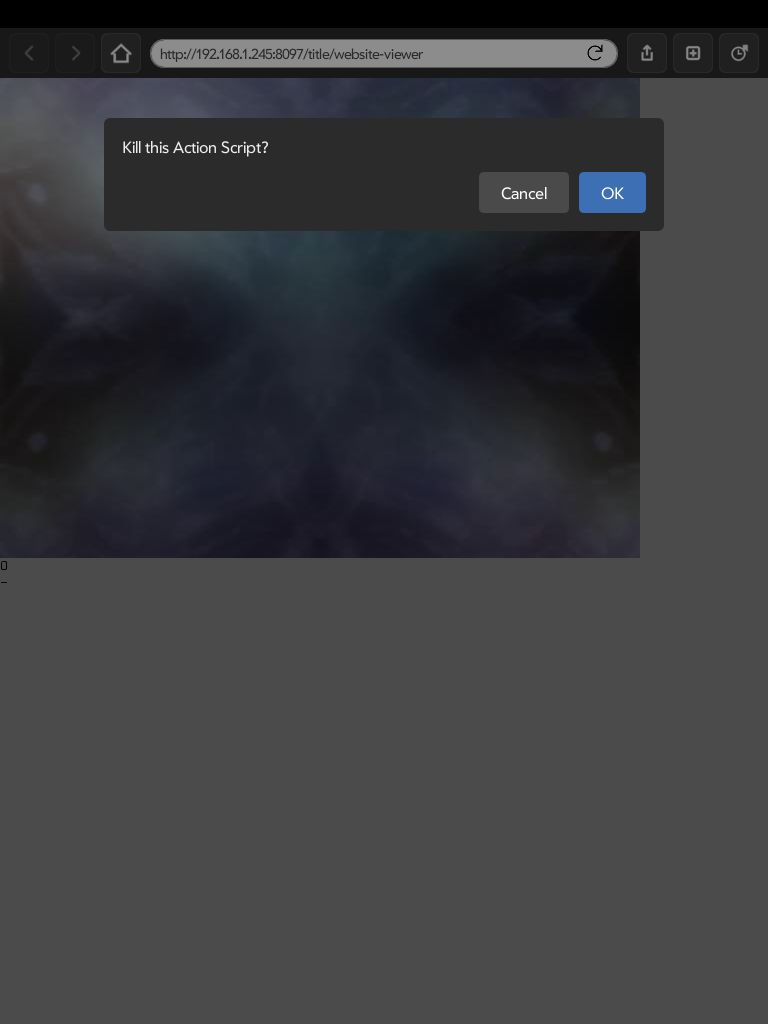 http://192.168.1.245:8097/title/website-viewer
Kill this Action Script?
Cancel
OK
0
_